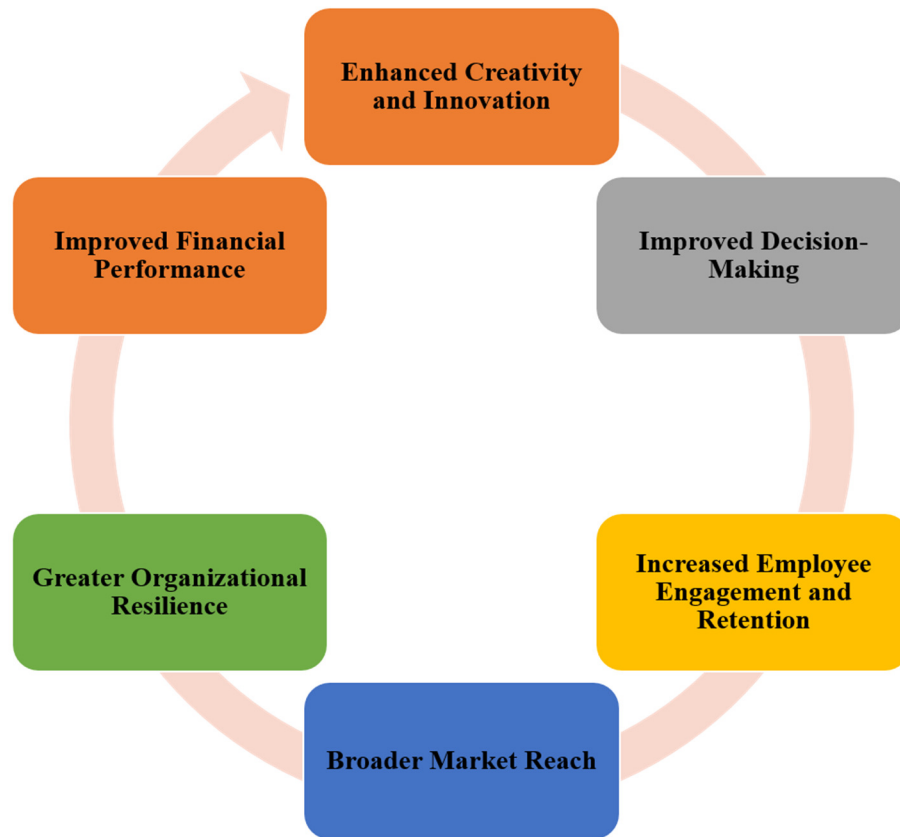 Enhanced Creativity
and Innovation
Improved Decision-
Making
Increased Employee
Engagement and
Retention
Broader Market Reach
Greater Organizational
Resilience
Improved Financial
Performance